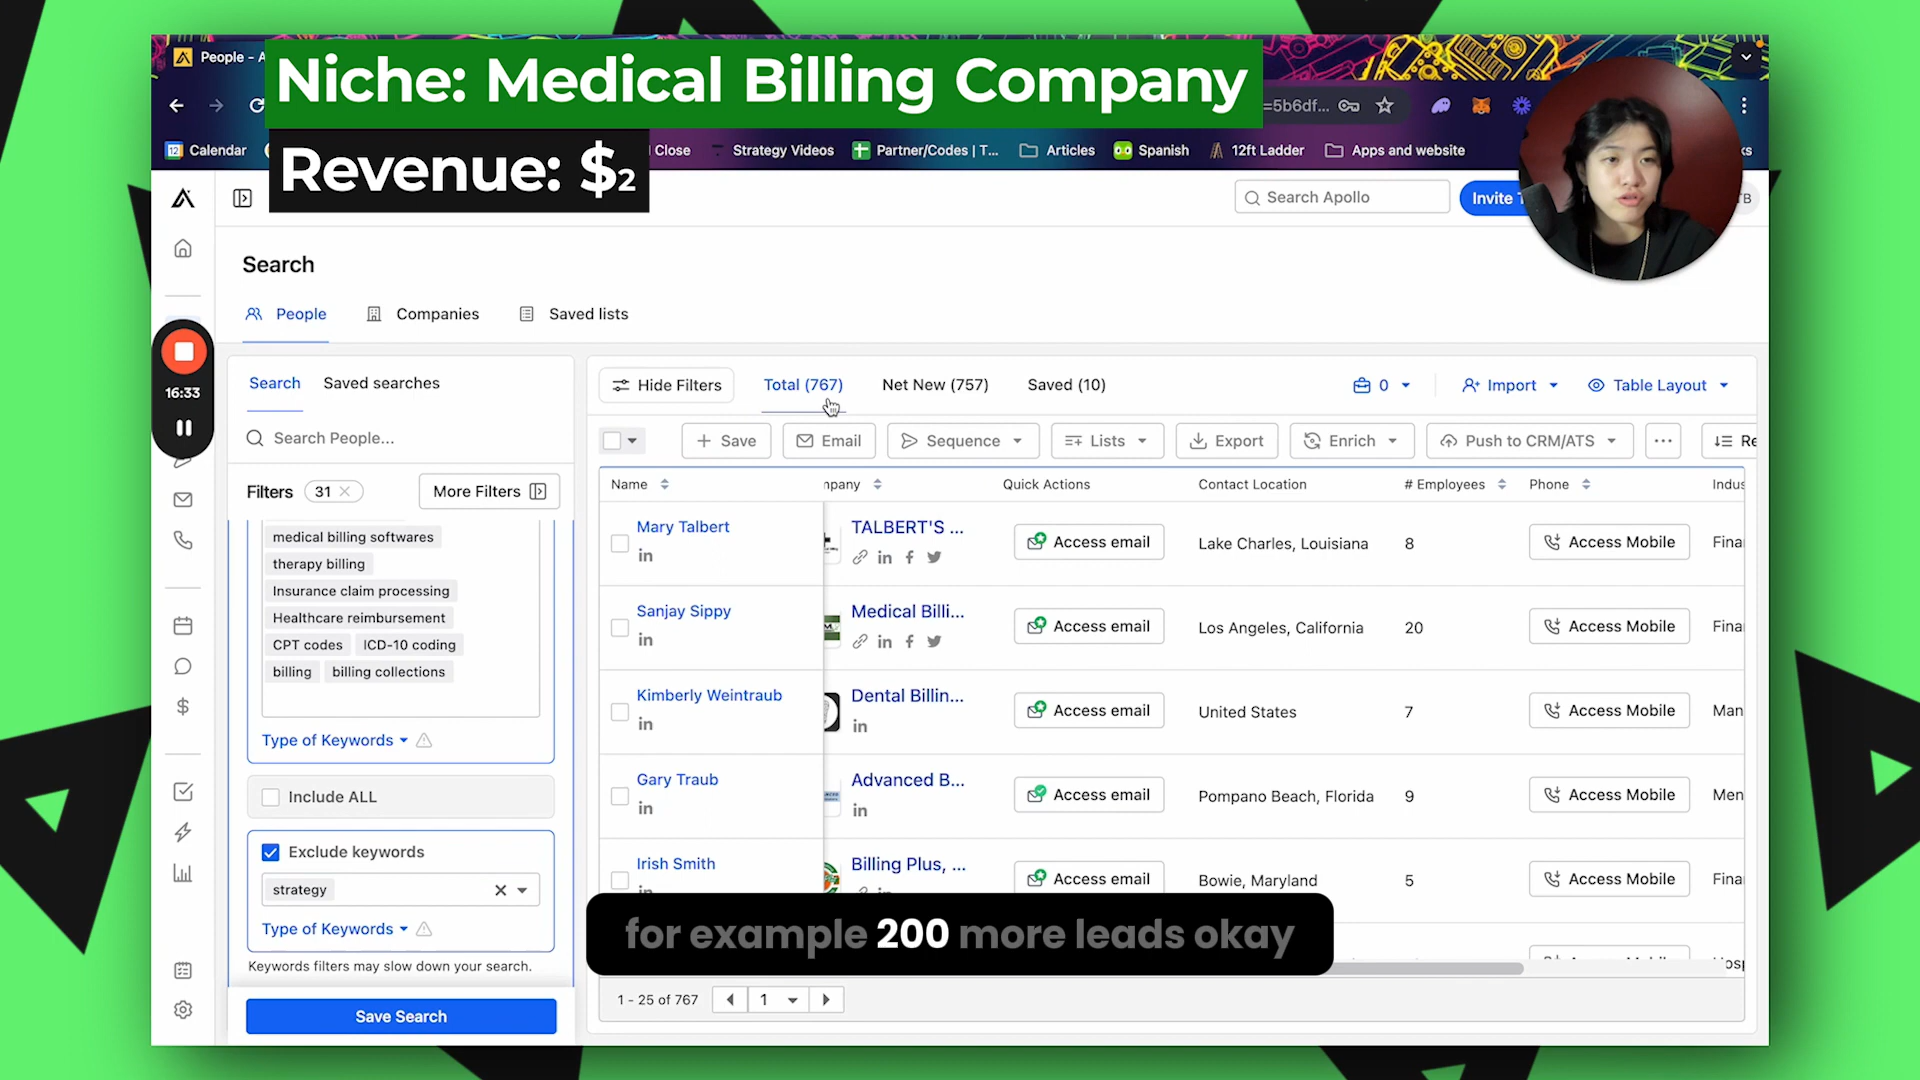 People - A
Niche: Medical Billing Company
=5b6df...
Calendar
Revenue: $2
Close
Strategy Videos
Partner/Codes | T...
Articles
Spanish
12ft Ladder
Apps and website
Search Apollo
Invite
Search
People
Companies
Saved lists
16:33
Search
Saved searches
Search People...
Filters
31
More Filters
medical billing softwares
therapy billing
Insurance claim processing
Healthcare reimbursement
CPT codes
ICD-10 coding
billing
billing collections
Type of Keywords
Include ALL
Exclude keywords
strategy
Type of Keywords
Keywords filters may slow down your search.
Save Search
Hide Filters
Total (767)
Net New (757)
Saved (10)
0
Import
Table Layout
Save
Email
Sequence
Lists
Export
Enrich
Push to CRM/ATS
Re
Name
mpany
Quick Actions
Contact Location
# Employees
Phone
Indus
Mary Talbert
TALBERT'S ...
Access email
Lake Charles, Louisiana
8
Access Mobile
Finan
Sanjay Sippy
Medical Billi...
Access email
Los Angeles, California
20
Access Mobile
Finan
Kimberly Weintraub
Dental Billin...
Access email
United States
7
Access Mobile
Man
Gary Traub
Advanced B...
Access email
Pompano Beach, Florida
9
Access Mobile
Men
Irish Smith
Billing Plus, ...
Access email
Bowie, Maryland
5
Access Mobile
Finan
for example 200 more leads okay
1 - 25 of 767
1